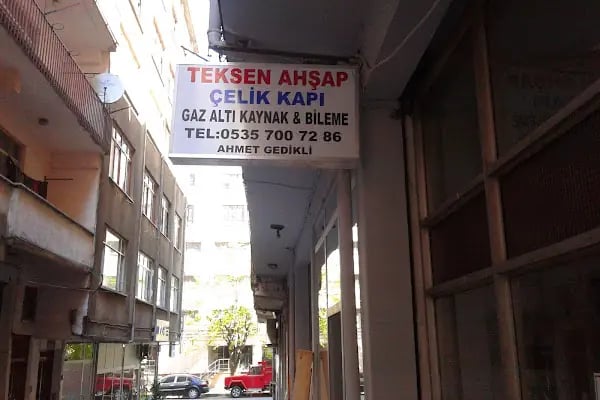 TEKSEN AHŞAP
ÇELİK KAPI
GAZ ALTI KAYNAK & BİLEME
TEL:0535 700 72 86
AHMET GEDİKLİ